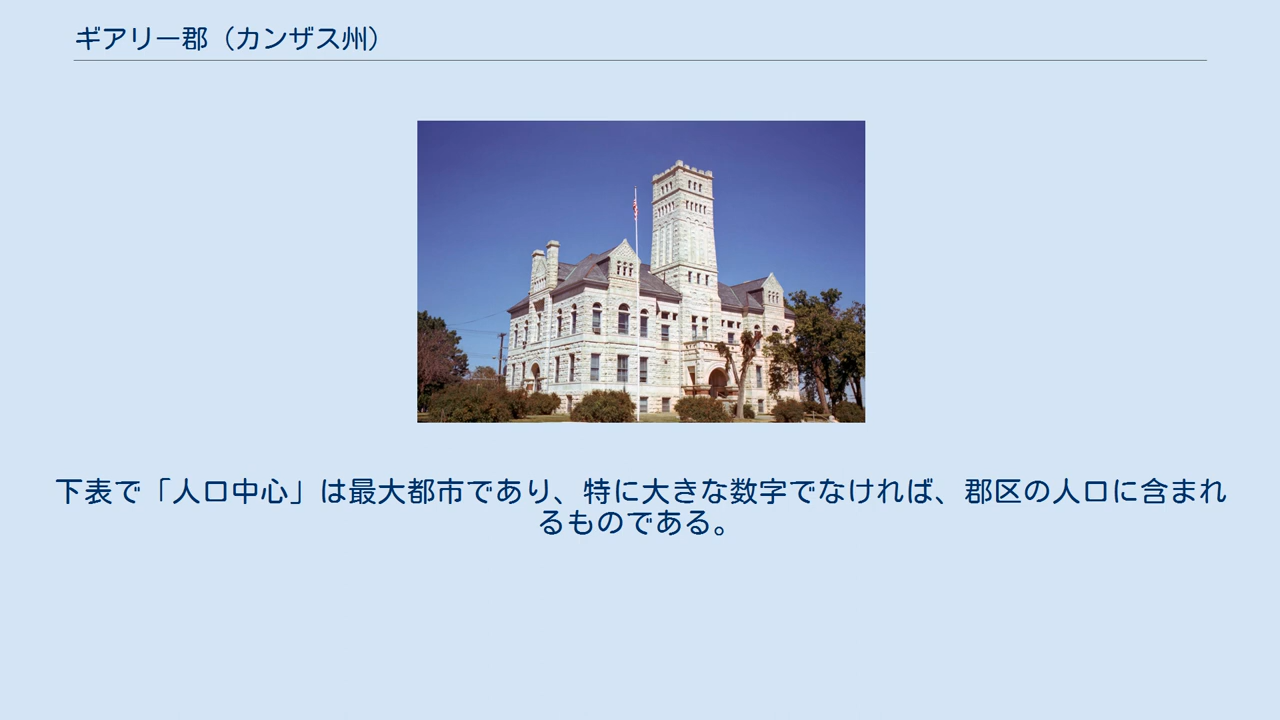 ギアリー郡（カンザス州）
下表で「人口中心」は最大都市であり、特に大きな数字でなければ、郡区の人口に含まれ
るものである。